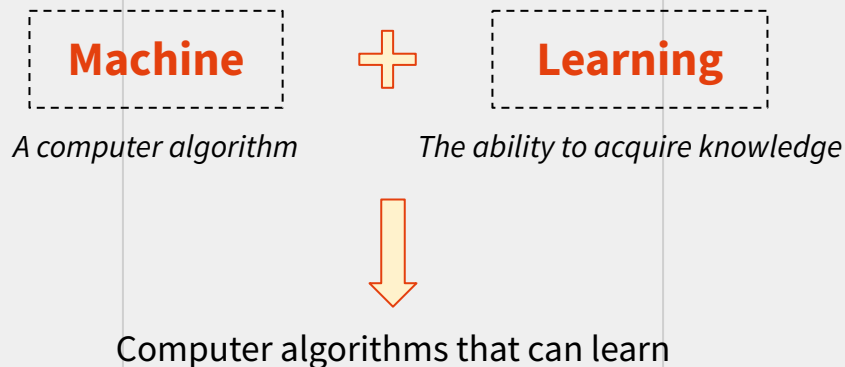 Machine + Learning
A computer algorithm The ability to acquire knowledge
Computer algorithms that can learn